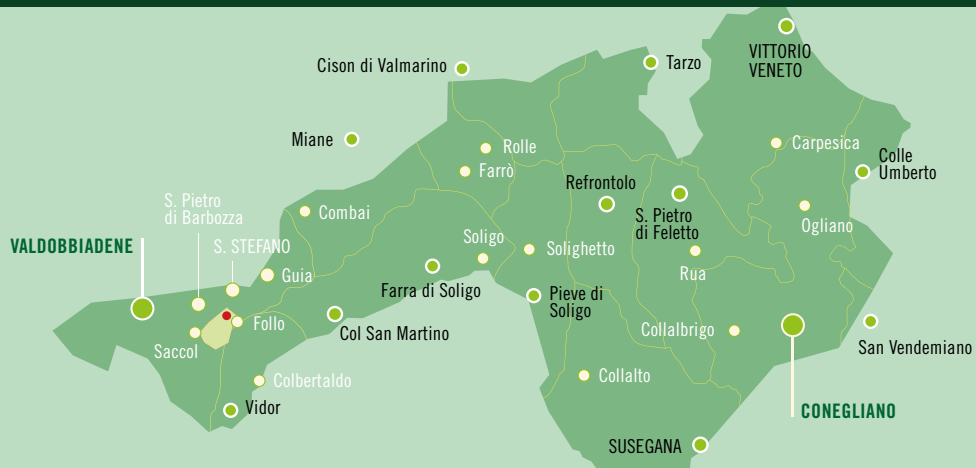 VITTORIO
VENETO
Cison di Valmarino
Tarzo
Miane
Rolle
Carpesica
Farrò
Colle
Umberto
Refrontolo
S. Pietro
di Barbozza
Combai
S. Pietro
di Feletto
Ogliano
VALDOBBIADENE
S. STEFANO
Soligo
Solighetto
Guia
Rua
Farra di Soligo
Pieve di
Soligo
Follo
Col San Martino
Collalbrigo
San Vendemiano
Saccol
Colbertaldo
Collalto
Vidor
CONEGLIANO
SUSEGANA